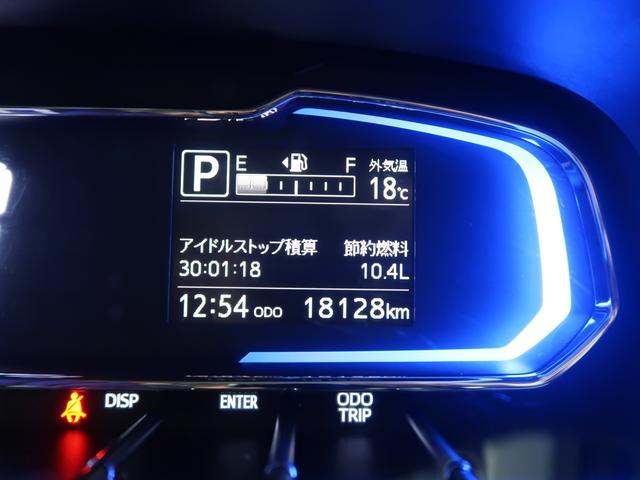 P E F 外気温
18℃
アイドルストップ積算 節約燃料
30:01:18 10.4L
12:54 ODO 18128km
DISP ENTER ODO TRIP